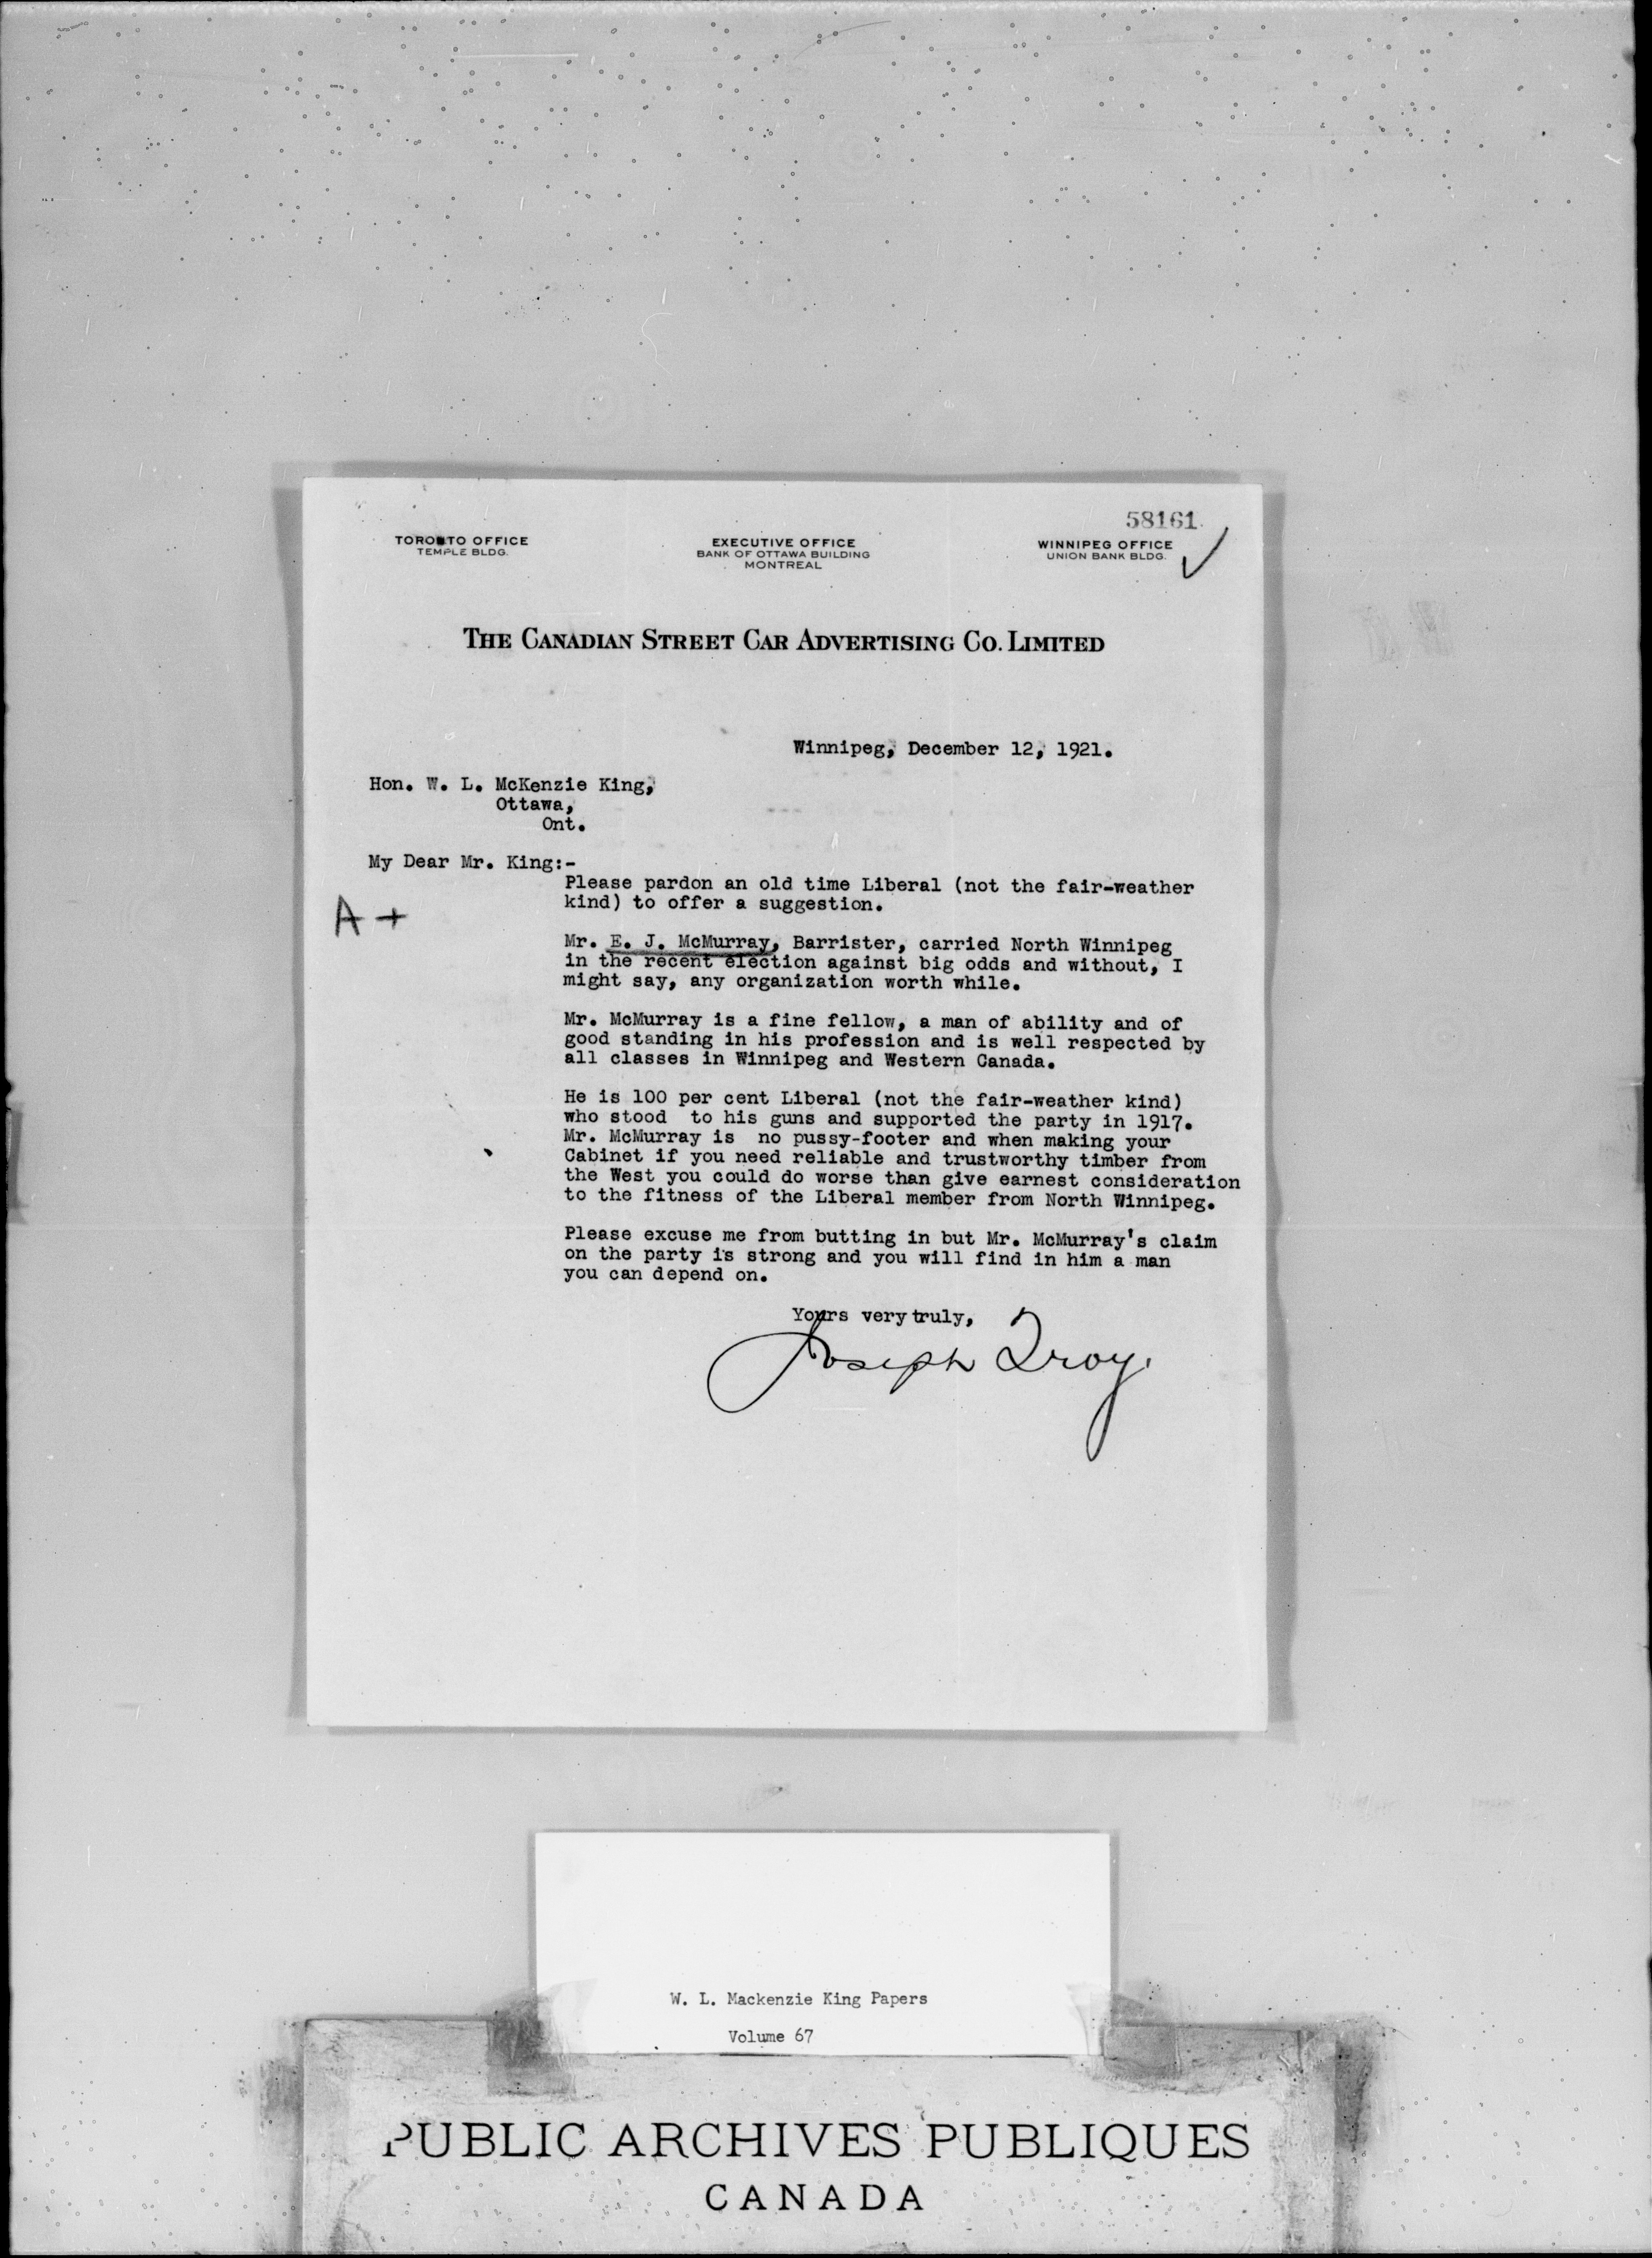 58161
TORONTO OFFICE
TEMPLE BLDG.
EXECUTIVE OFFICE
BANK OF OTTAWA BUILDING
MONTREAL
WINNIPEG OFFICE
UNION BANK BLDG.
THE CANADIAN STREET CAR ADVERTISING CO. LIMITED
Winnipeg, December 12, 1921.
Hon. W. L. McKenzie King,
Ottawa,
Ont.
My Dear Mr. King:-
A +
Please pardon an old time Liberal (not the fair-weather
kind) to offer a suggestion.
Mr. E. J. McMurray, Barrister, carried North Winnipeg
in the recent election against big odds and without, I
might say, any organization worth while.
Mr. McMurray is a fine fellow, a man of ability and of
good standing in his profession and is well respected by
all classes in Winnipeg and Western Canada.
He is 100 per cent Liberal (not the fair-weather kind)
who stood to his guns and supported the party in 1917.
Mr. McMurray is no pussy-footer and when making your
Cabinet if you need reliable and trustworthy timber from
the West you could do worse than give earnest consideration
to the fitness of the Liberal member from North Winnipeg.
Please excuse me from butting in but Mr. McMurray's claim
on the party is strong and you will find in him a man
you can depend on.
Yours very truly,
Joseph Troy.
W. L. Mackenzie King Papers
Volume 67
PUBLIC ARCHIVES PUBLIQUES
CANADA